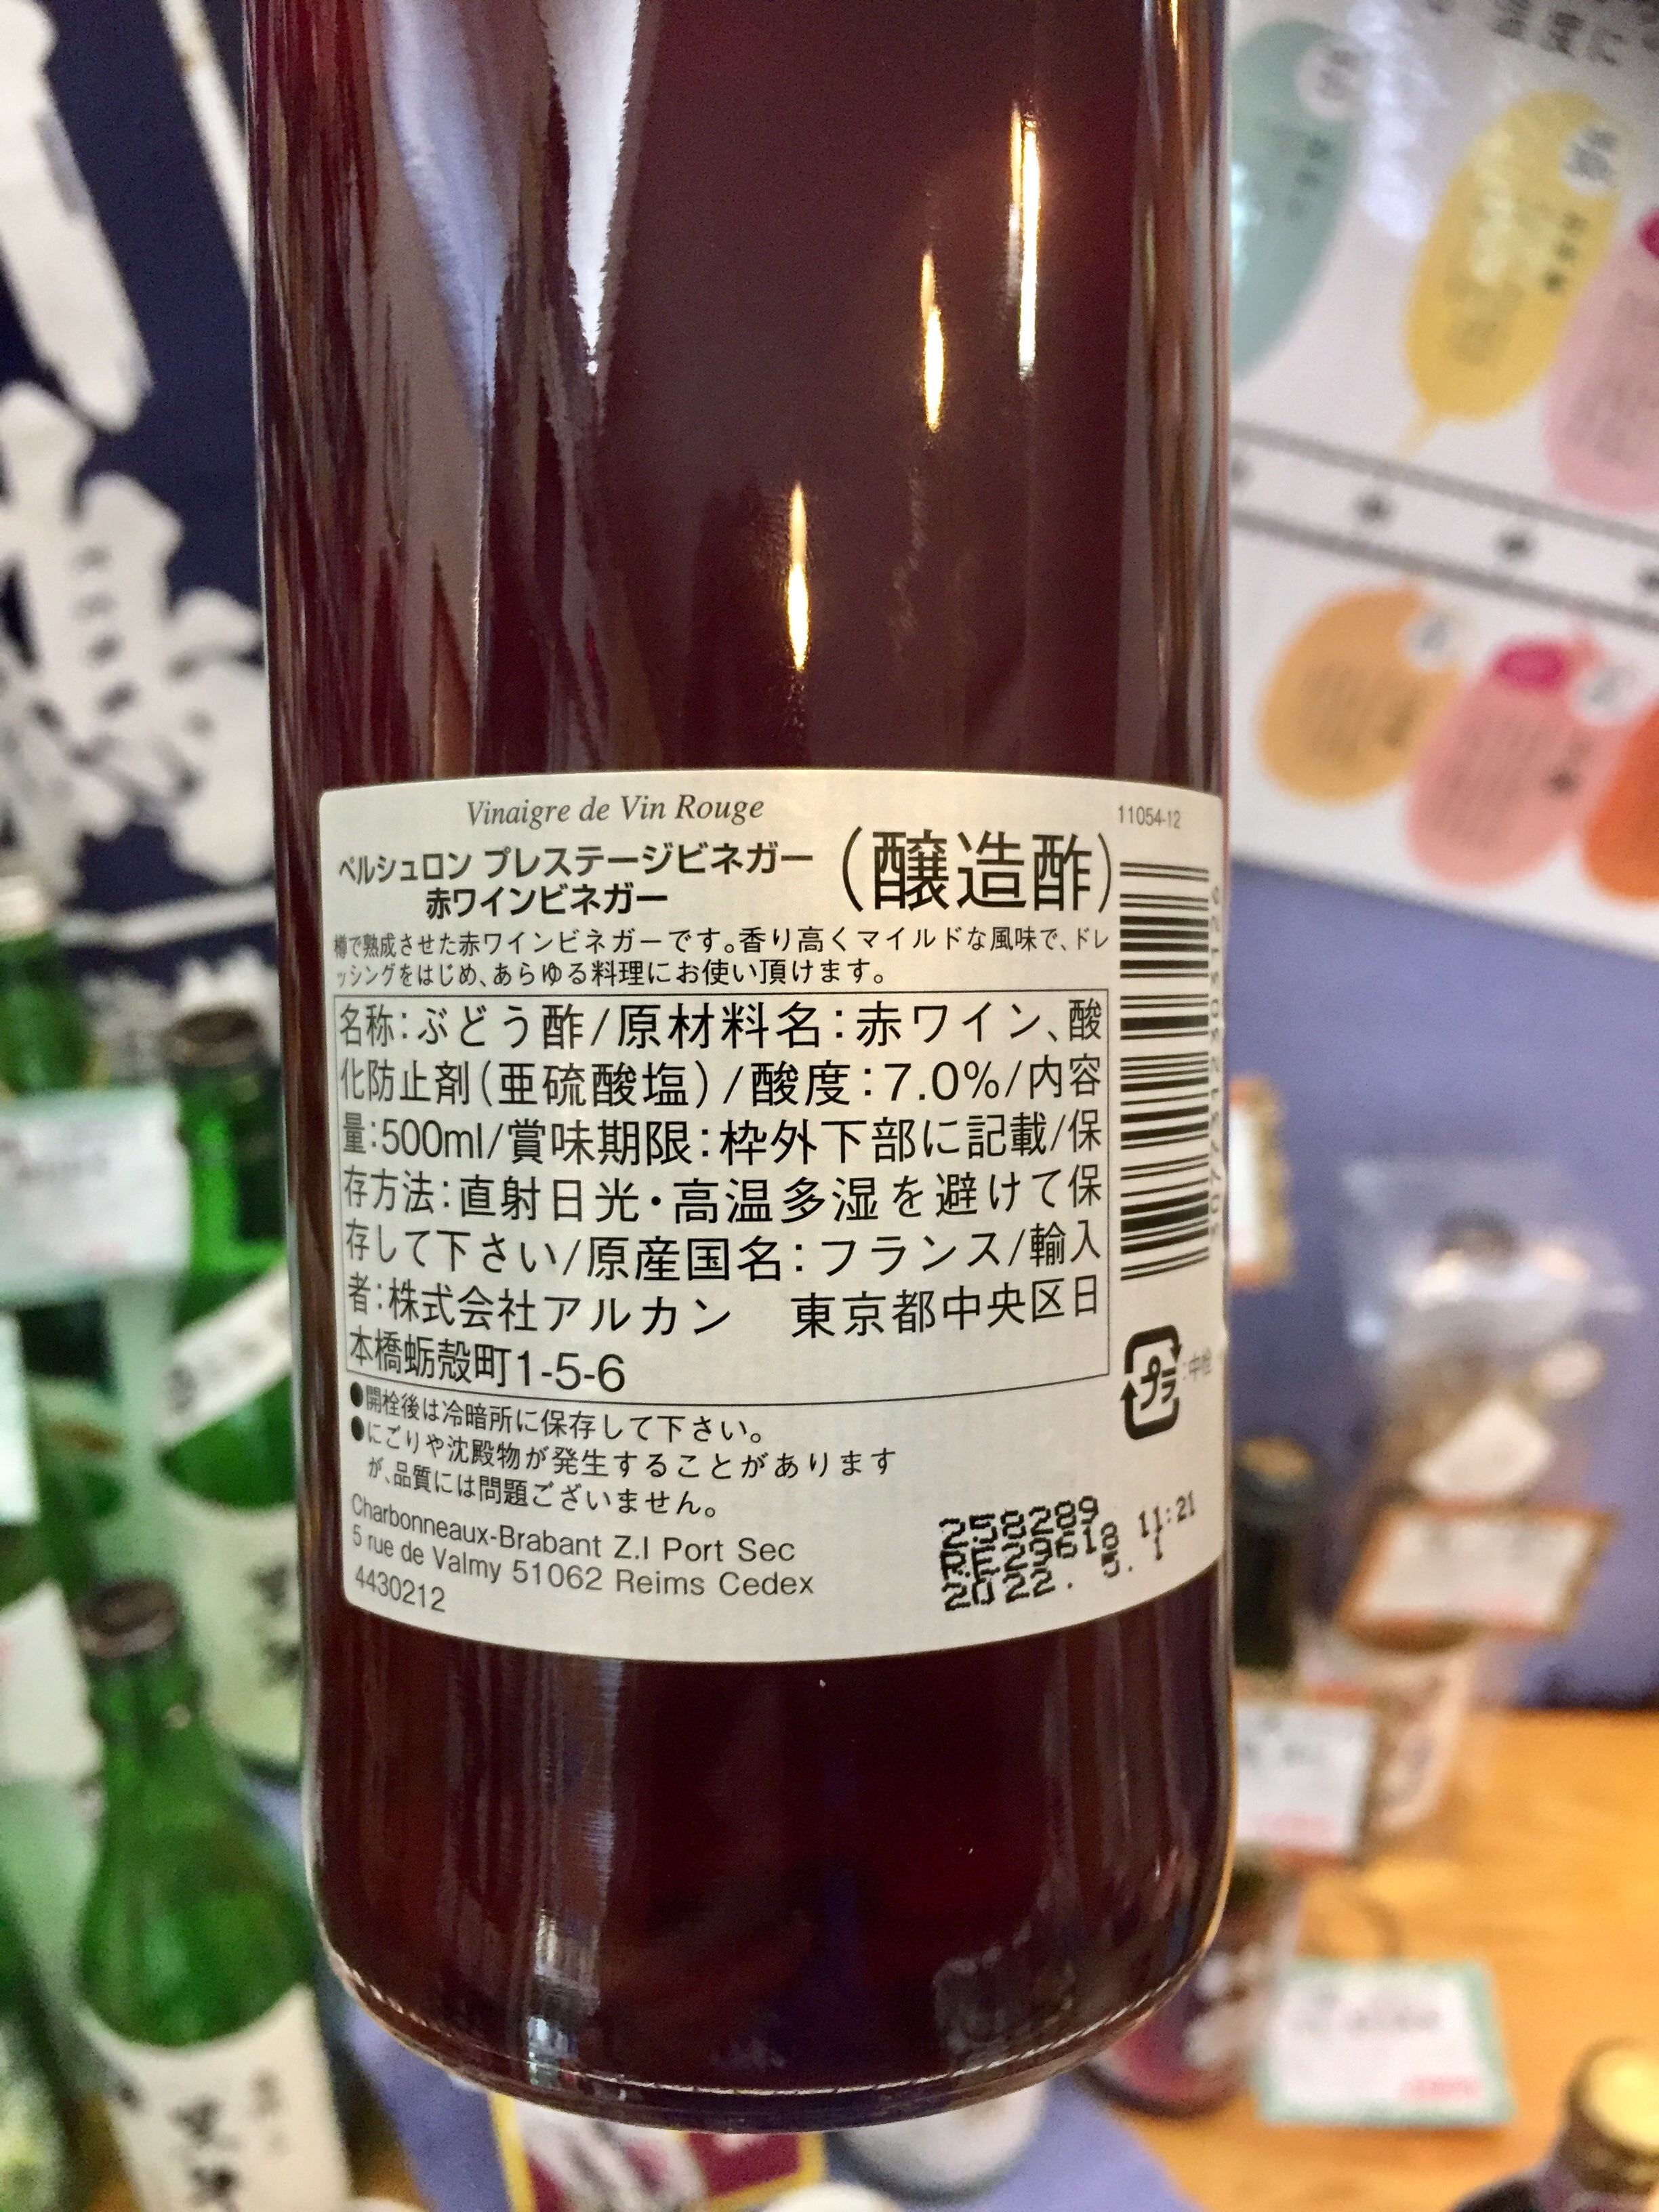 Vinaigre de Vin Rouge
11054-12
ペルシュロン プレステージビネガー
赤ワインビネガー
(醸造酢)
樽で熟成させた赤ワインビネガーです。香り高くマイルドな風味で、ドレ
ッシングをはじめ、あらゆる料理にお使い頂けます。
名称:ぶどう酢/原材料名:赤ワイン、酸
化防止剤(亜硫酸塩)/酸度:7.0%/内容
量:500ml/賞味期限:枠外下部に記載/保
存方法:直射日光・高温多湿を避けて保
存して下さい/原産国名:フランス/輸入
者:株式会社アルカン 東京都中央区日
本橋蛎殻町1-5-6
プラ
:中栓
●開栓後は冷暗所に保存して下さい。
●にごりや沈殿物が発生することがあります
が、品質には問題ございません。
Charbonneaux-Brabant Z.I Port Sec
5 rue de Valmy 51062 Reims Cedex
4430212
258289
RE29618 11:21
2022. 5. 1